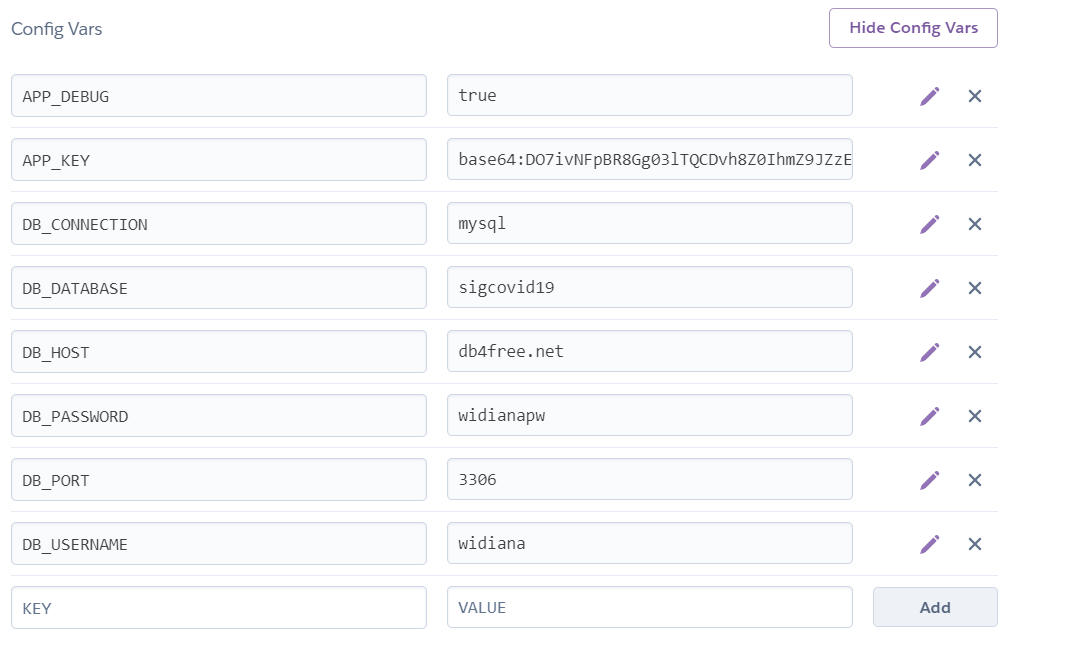 Config Vars
Hide Config Vars
APP_DEBUG
true
APP_KEY
base64:DO7ivNFpBR8Gg03lTQCDvh8Z0IhmZ9JZzE
DB_CONNECTION
mysql
DB_DATABASE
sigcovid19
DB_HOST
db4free.net
DB_PASSWORD
widianapw
DB_PORT
3306
DB_USERNAME
widiana
KEY
VALUE
Add